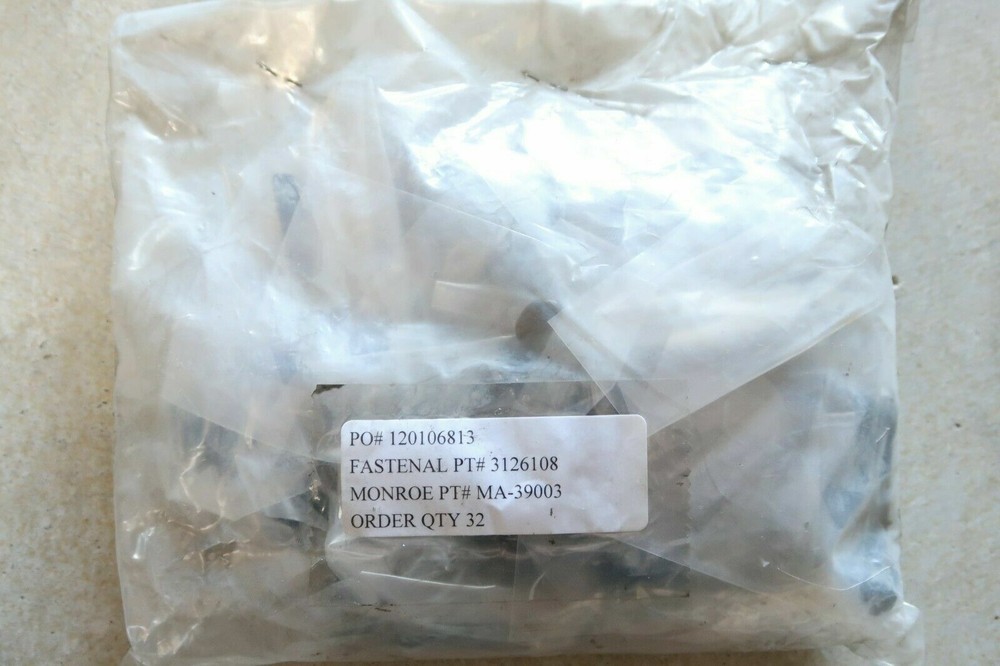 PO# 120106813
FASTENAL PT# 3126108
MONROE PT# MA-39003
ORDER QTY 32